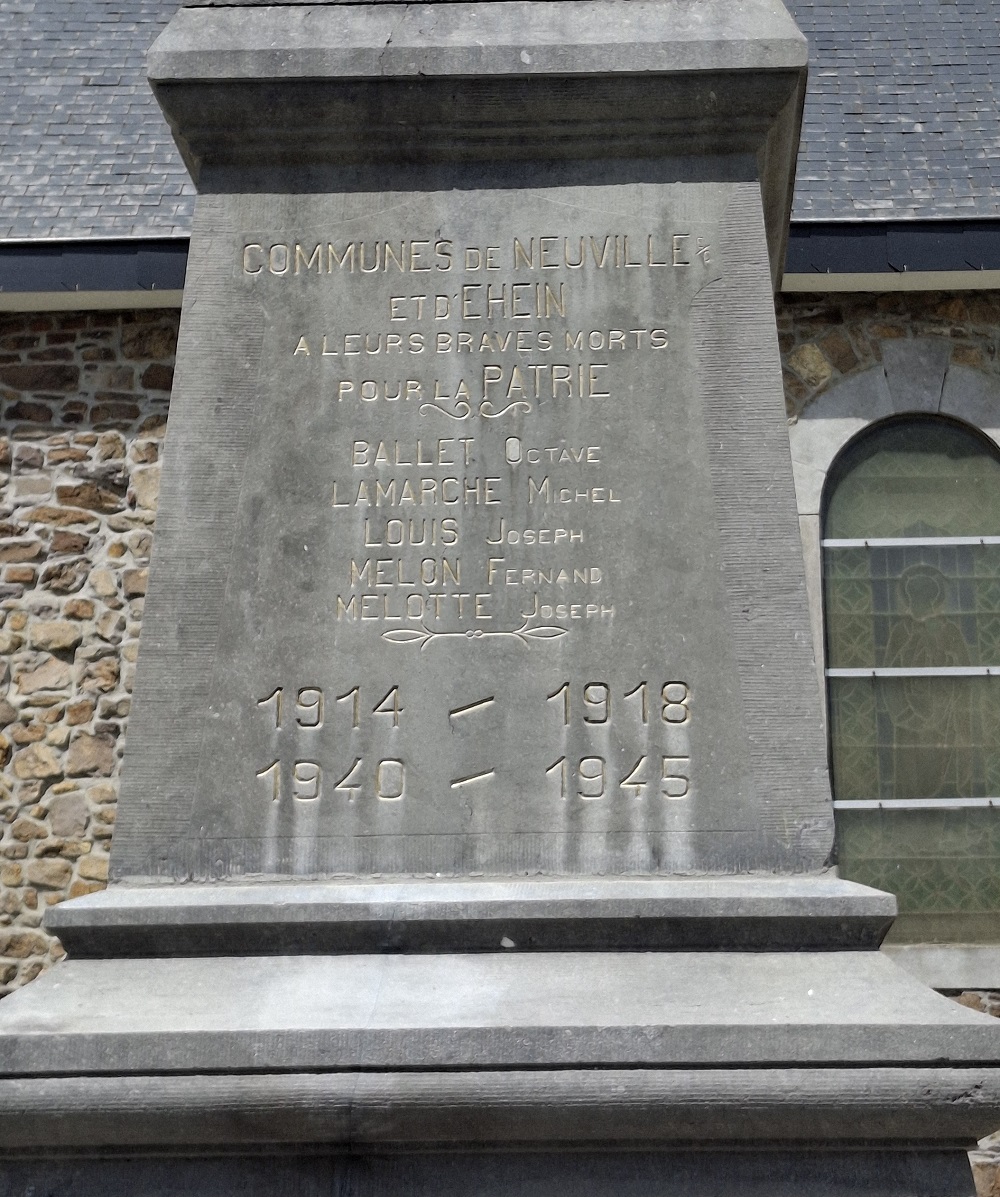 COMMUNES DE NEUVILLE
ET D'EHEIN
A LEURS BRAVES MORTS
POUR LA PATRIE
BALLET OCTAVE
LAMARCHE MICHEL
LOUIS JOSEPH
MELON FERNAND
MELOTTE JOSEPH
1914 - 1918
1940 - 1945